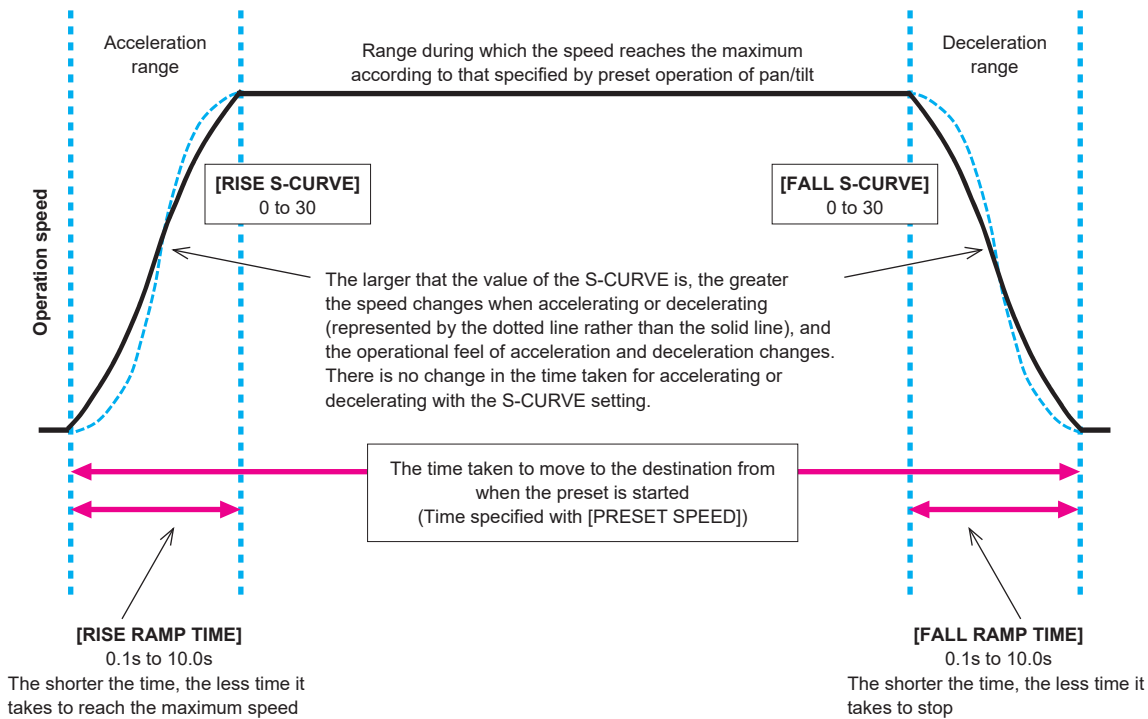 Acceleration
range
Range during which the speed reaches the maximum
according to that specified by preset operation of pan/tilt
Deceleration
range
Operation speed
[RISE S-CURVE]
0 to 30
[FALL S-CURVE]
0 to 30
The larger that the value of the S-CURVE is, the greater
the speed changes when accelerating or decelerating
(represented by the dotted line rather than the solid line), and
the operational feel of acceleration and deceleration changes.
There is no change in the time taken for accelerating or
decelerating with the S-CURVE setting.
The time taken to move to the destination from
when the preset is started
(Time specified with [PRESET SPEED])
[RISE RAMP TIME]
0.1s to 10.0s
The shorter the time, the less time it
takes to reach the maximum speed
[FALL RAMP TIME]
0.1s to 10.0s
The shorter the time, the less time it
takes to stop